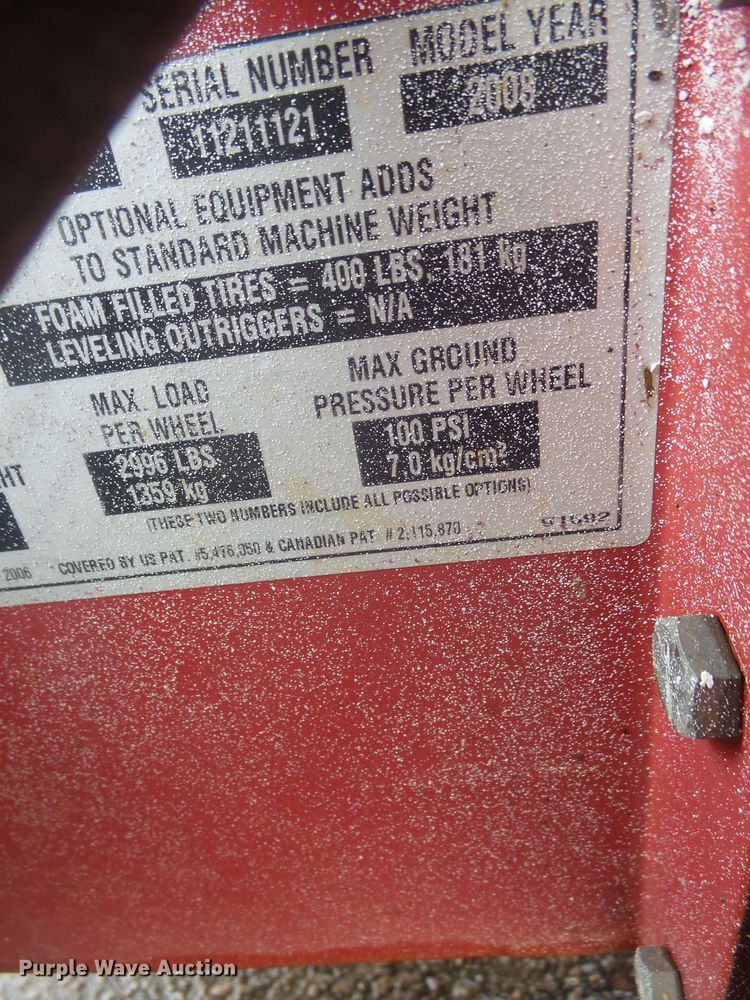 SERIAL NUMBER MODEL YEAR
11211121 2008
OPTIONAL EQUIPMENT ADDS
TO STANDARD MACHINE WEIGHT
FOAM FILLED TIRES = 400 LBS, 181 kg
LEVELING OUTRIGGERS = N/A
MAX. LOAD
PER WHEEL
2996 LBS
1359 kg
MAX GROUND
PRESSURE PER WHEEL
100 PSI
7.0 kg/cm²
HT
(THESE TWO NUMBERS INCLUDE ALL POSSIBLE OPTIONS)
2006 COVERED BY US PAT. #5,476,050 & CANADIAN PAT # 2,115,870
Purple Wave Auction